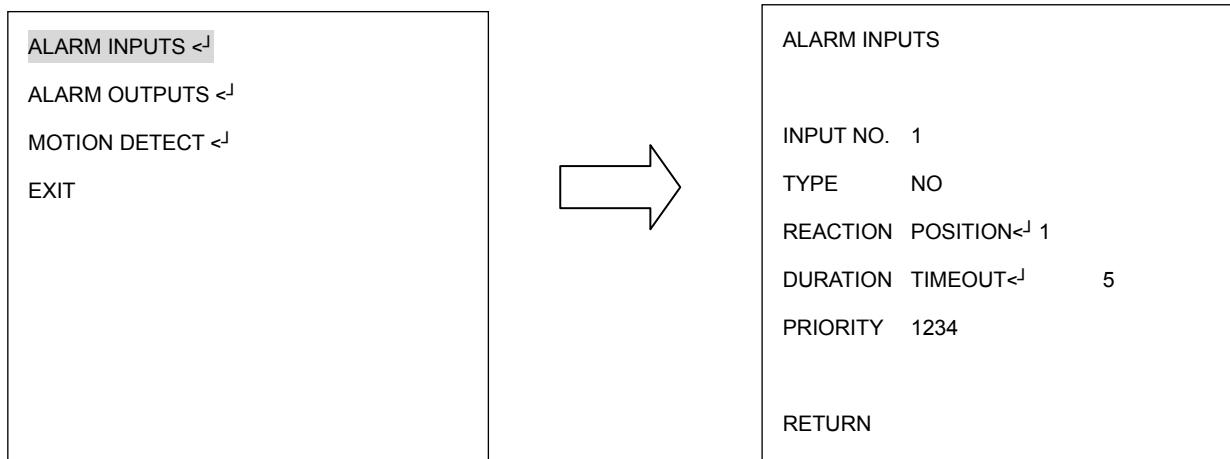 ALARM INPUTS <┘
ALARM OUTPUTS <┘
MOTION DETECT <┘
EXIT
ALARM INPUTS
INPUT NO. 1
TYPE NO
REACTION POSITION<┘ 1
DURATION TIMEOUT<┘ 5
PRIORITY 1234
RETURN